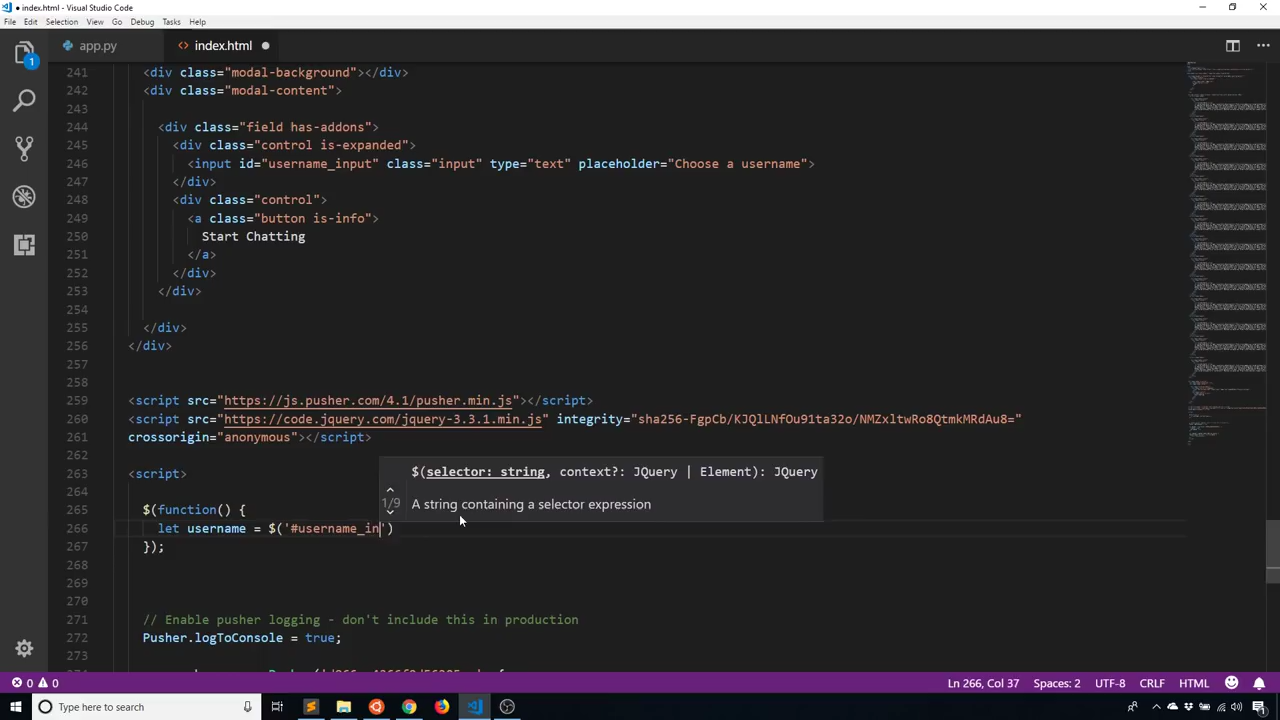 ● index.html - Visual Studio Code
File Edit Selection View Go Debug Tasks Help
app.py
<> index.html ●
1
241 <div class="modal-background"></div>
242 <div class="modal-content">
243
244 <div class="field has-addons">
245 <div class="control is-expanded">
246 <input id="username_input" class="input" type="text" placeholder="Choose a username">
247 </div>
248 <div class="control">
249 <a class="button is-info">
250 Start Chatting
251 </a>
252 </div>
253 </div>
254
255 </div>
256 </div>
257
258
259 <script src="https://js.pusher.com/4.1/pusher.min.js"></script>
260 <script src="https://code.jquery.com/jquery-3.3.1.min.js" integrity="sha256-FgpCb/KJQlLNfOu91ta32o/NMZxltwRo8QtmkMRdAu8="
261 crossorigin="anonymous"></script>
262
263 <script>
$(selector: string, context?: JQuery | Element): JQuery
264
1/9 A string containing a selector expression
265 $(function() {
266 let username = $('#username_in')
267 });
268
269
270
271 // Enable pusher logging - don't include this in production
272 Pusher.logToConsole = true;
273
0 0 Ln 266, Col 37 Spaces: 2 UTF-8 CRLF HTML 1
Type here to search